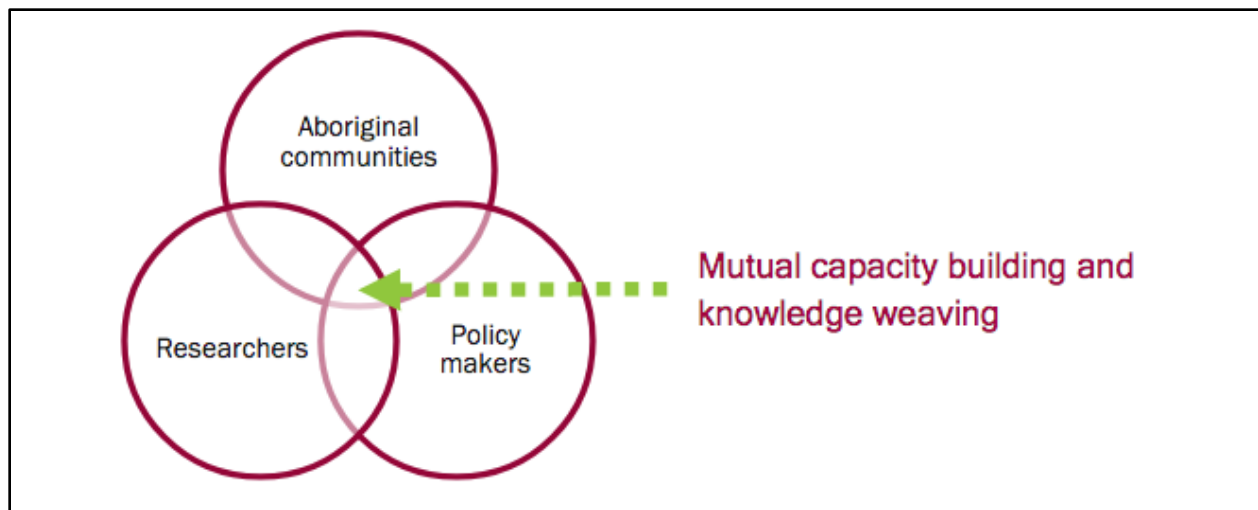 Aboriginal
communities
Researchers
Policy
makers
Mutual capacity building and
knowledge weaving